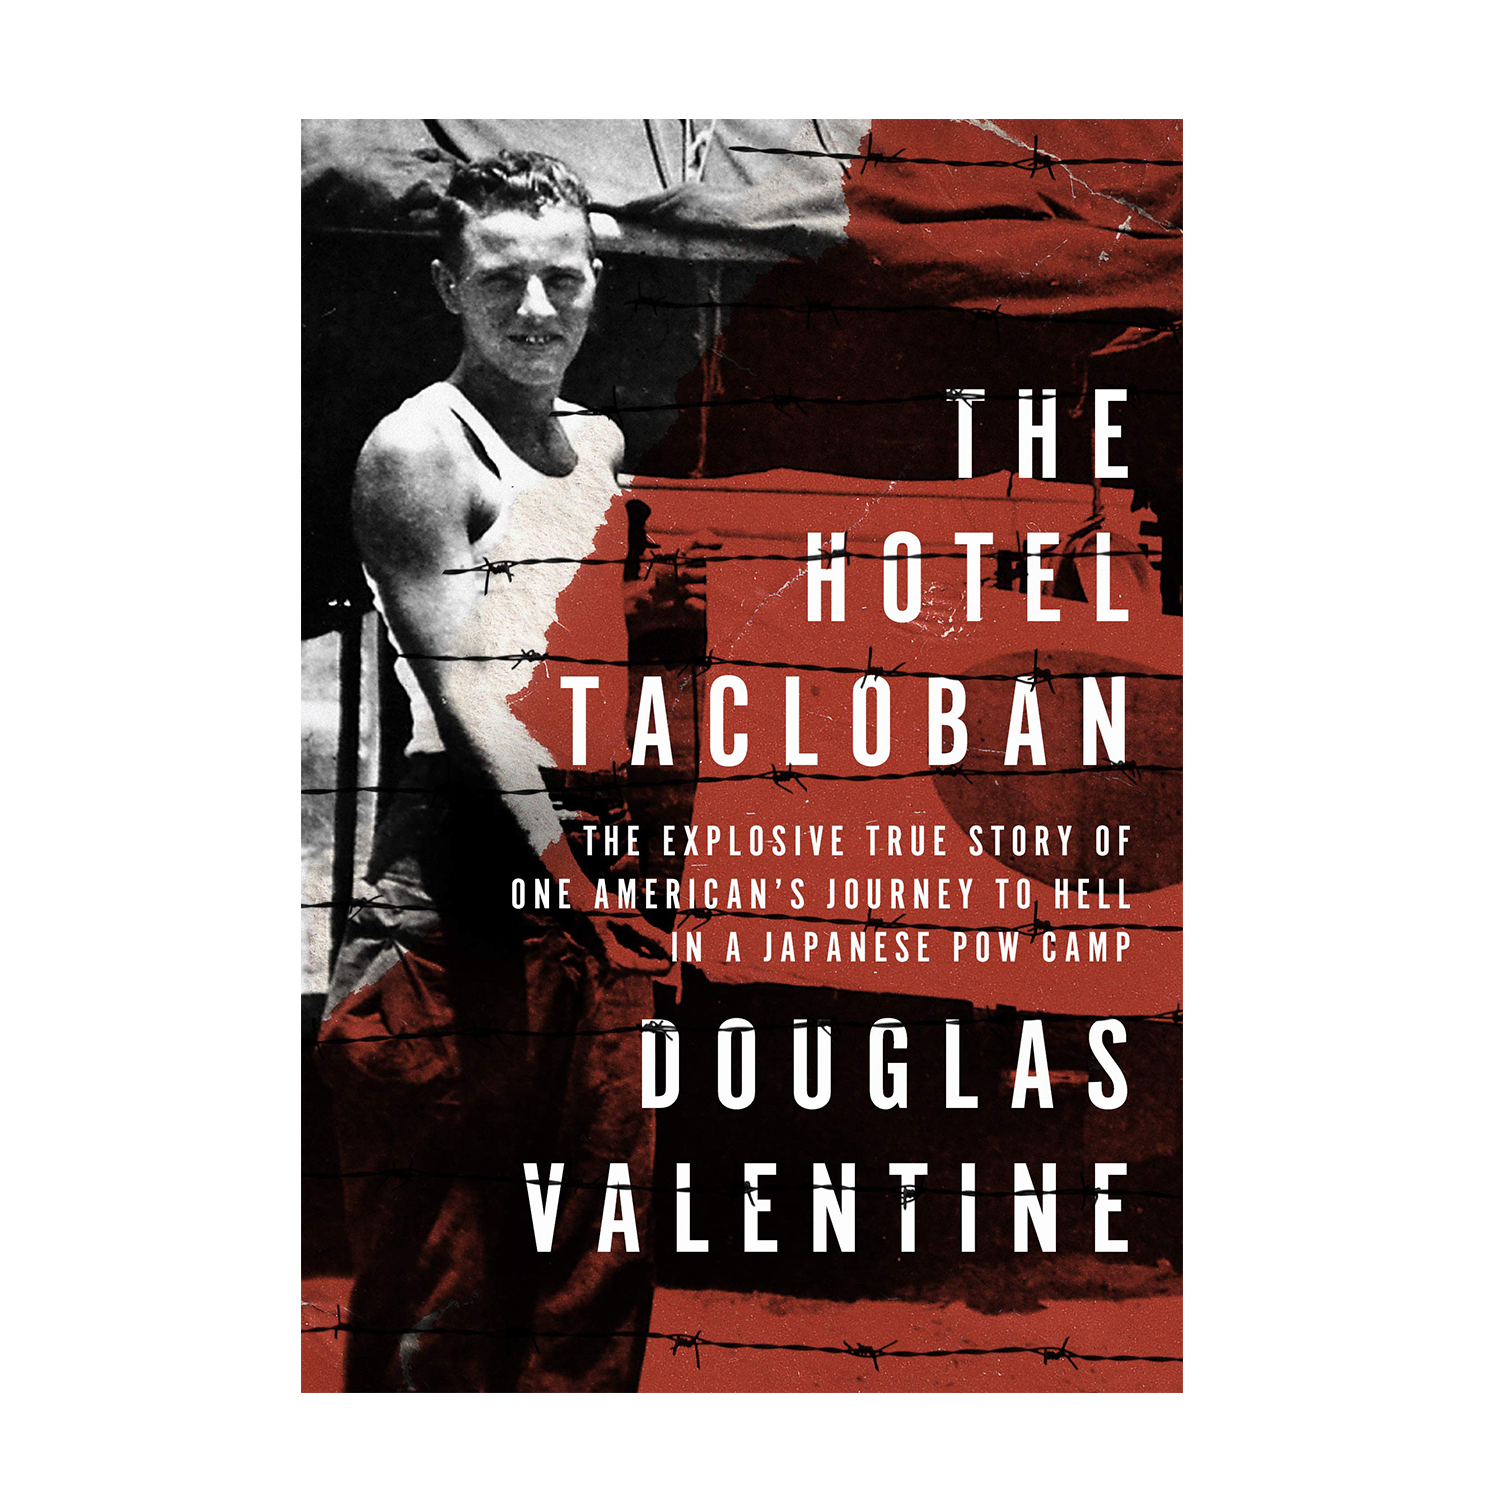 THE
HOTEL
TACLOBAN
THE EXPLOSIVE TRUE STORY OF
ONE AMERICAN'S JOURNEY TO HELL
IN A JAPANESE POW CAMP
DOUGLAS
VALENTINE